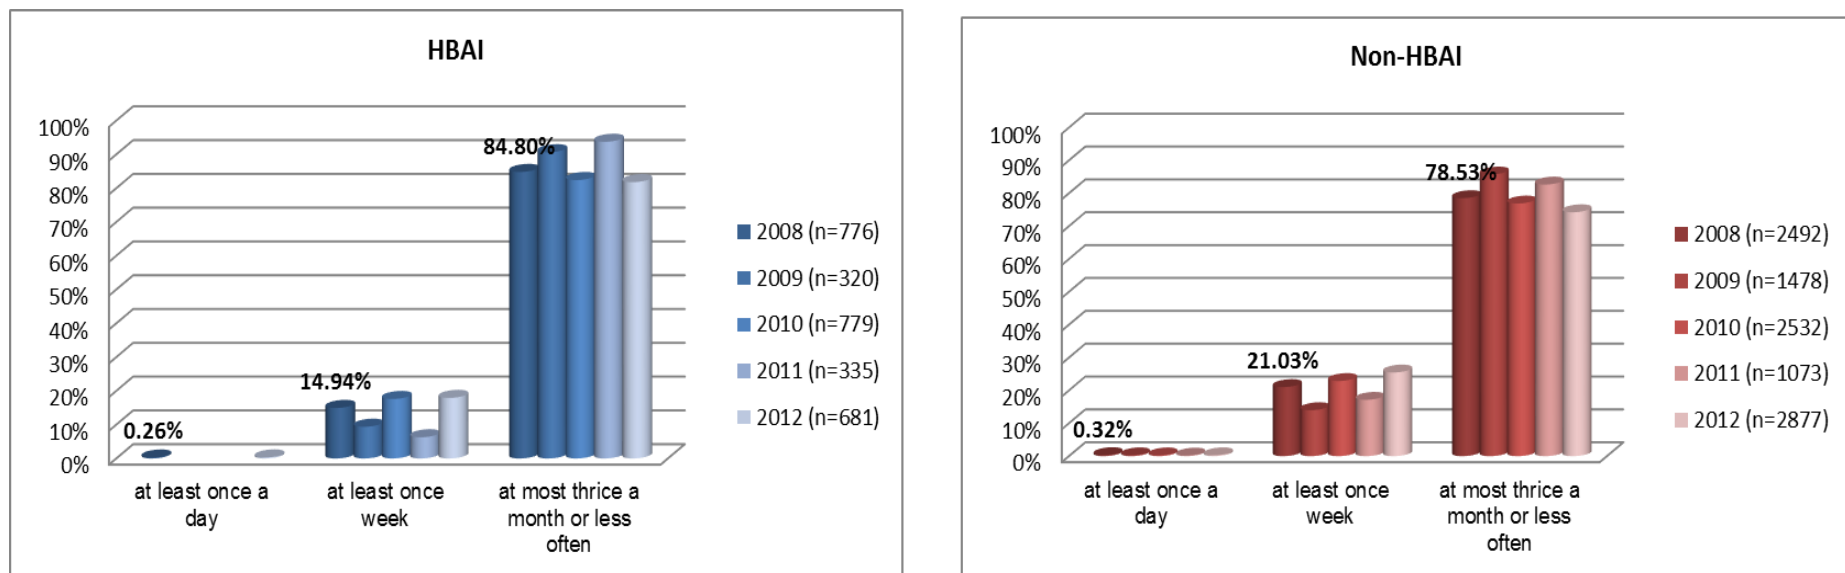 HBAI
100%
90%
80%
70%
60%
50%
40%
30%
20%
10%
0%
0.26%
14.94%
84.80%
at least once a
day
at least once
week
at most thrice a
month or less
often
2008 (n=776)
2009 (n=320)
2010 (n=779)
2011 (n=335)
2012 (n=681)
Non-HBAI
100%
90%
80%
70%
60%
50%
40%
30%
20%
10%
0%
0.32%
21.03%
78.53%
at least once a
day
at least once
week
at most thrice a
month or less
often
2008 (n=2492)
2009 (n=1478)
2010 (n=2532)
2011 (n=1073)
2012 (n=2877)